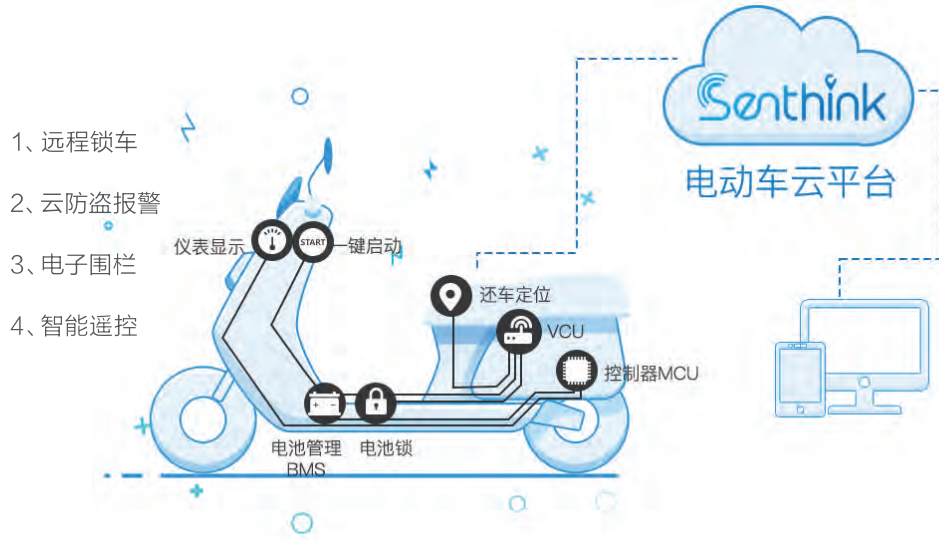 Senthink
电动车云平台
1、远程锁车
2、云防盗报警
3、电子围栏
4、智能遥控
仪表显示
START
一键启动
还车定位
VCU
控制器MCU
电池管理
BMS
电池锁